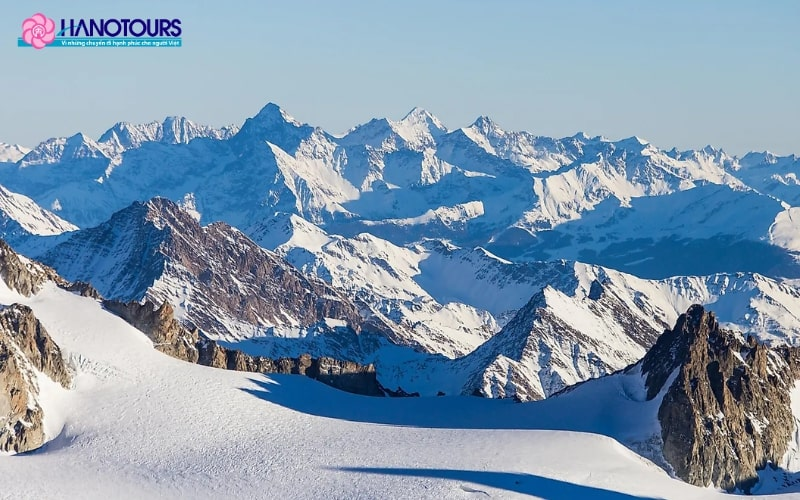 HANOTOURS
Vì những chuyến đi hạnh phúc cho người Việt